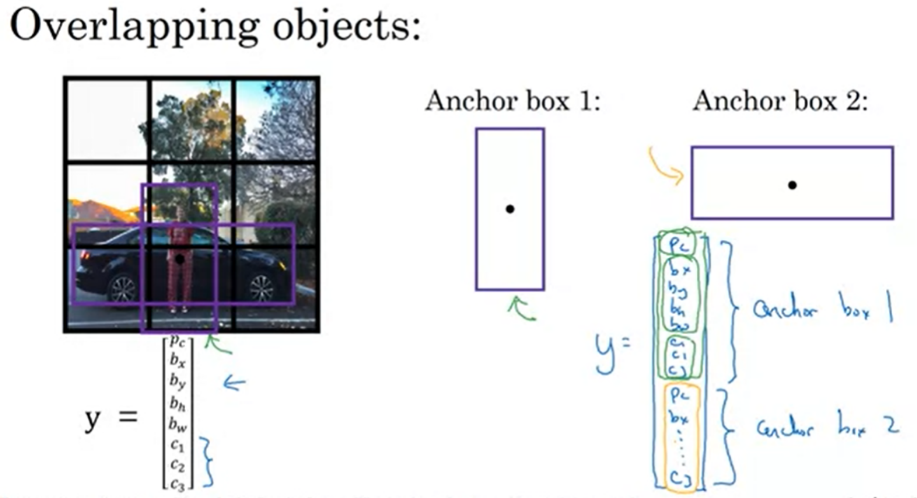 Overlapping objects:
Anchor box 1:
Anchor box 2:
y =
pc
bx
by
bh
bw
c1
c2
c3
y =
pc
bx
by
bh
bw
c1
c2
c3
anchor box 1
pc
bx
⋮
c3
anchor box 2